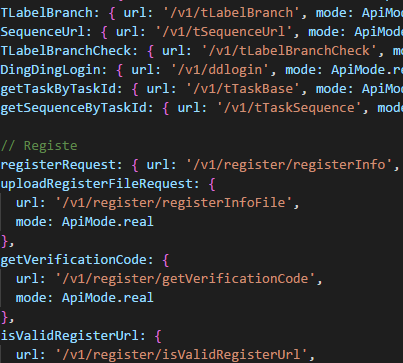 TLabelBranch: { url: '/v1/tLabelBranch', mode: ApiMod
SequenceUrl: { url: '/v1/tSequenceUrl', mode: ApiMode
TLabelBranchCheck: { url: '/v1/tLabelBranchCheck', m
DingDingLogin: { url: '/v1/ddlogin', mode: ApiMode.re
getTaskByTaskId: { url: '/v1/tTaskBase', mode: ApiMo
getSequenceByTaskId: { url: '/v1/tTaskSequence', mod
// Registe
registerRequest: { url: '/v1/register/registerInfo',
uploadRegisterFileRequest: {
url: '/v1/register/registerInfoFile',
mode: ApiMode.real
},
getVerificationCode: {
url: '/v1/register/getVerificationCode',
mode: ApiMode.real
},
isValidRegisterUrl: {
url: '/v1/register/isValidRegisterUrl',